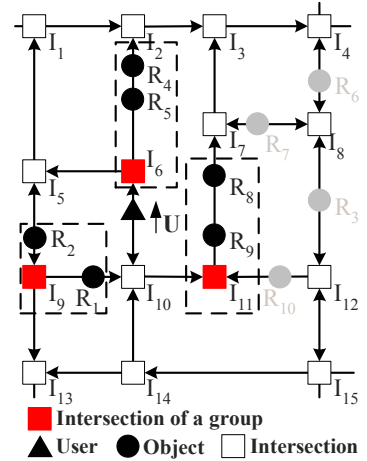 I1 I2 I3 I4
R4
R5
R6
R7
I5 I6 I7 I8
R8
R3
U
R2
R9
I9 R1 I10 I11 R10 I12
I13 I14 I15
Intersection of a group
User Object Intersection